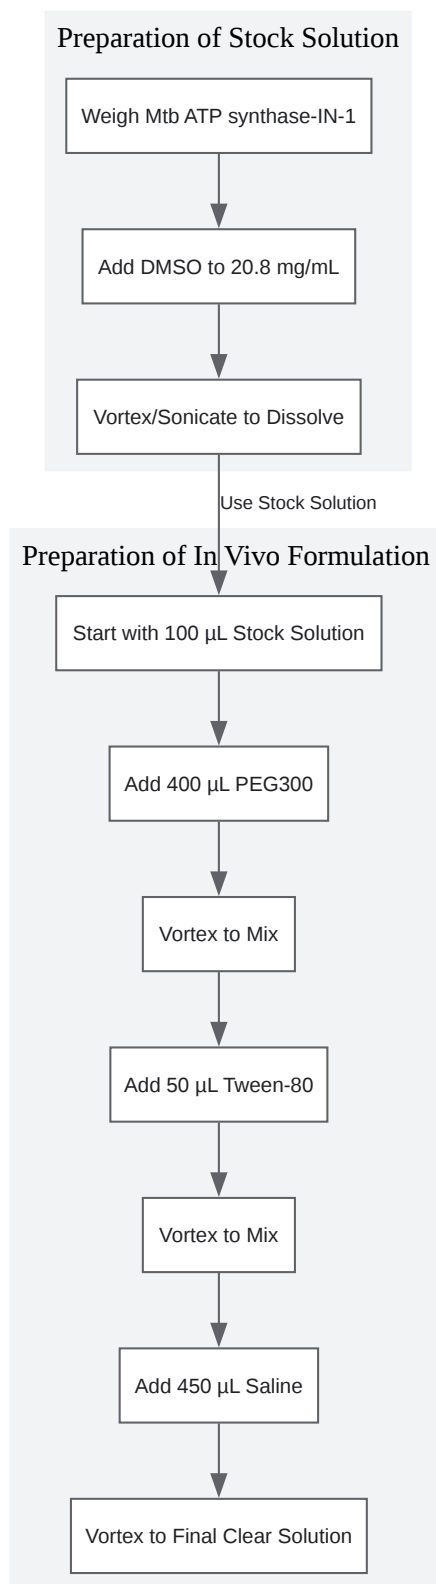 Preparation of Stock Solution
Weigh Mtb ATP synthase-IN-1
Add DMSO to 20.8 mg/mL
Vortex/Sonicate to Dissolve
Use Stock Solution
Preparation of In Vivo Formulation
Start with 100 µL Stock Solution
Add 400 µL PEG300
Vortex to Mix
Add 50 µL Tween-80
Vortex to Mix
Add 450 µL Saline
Vortex to Final Clear Solution